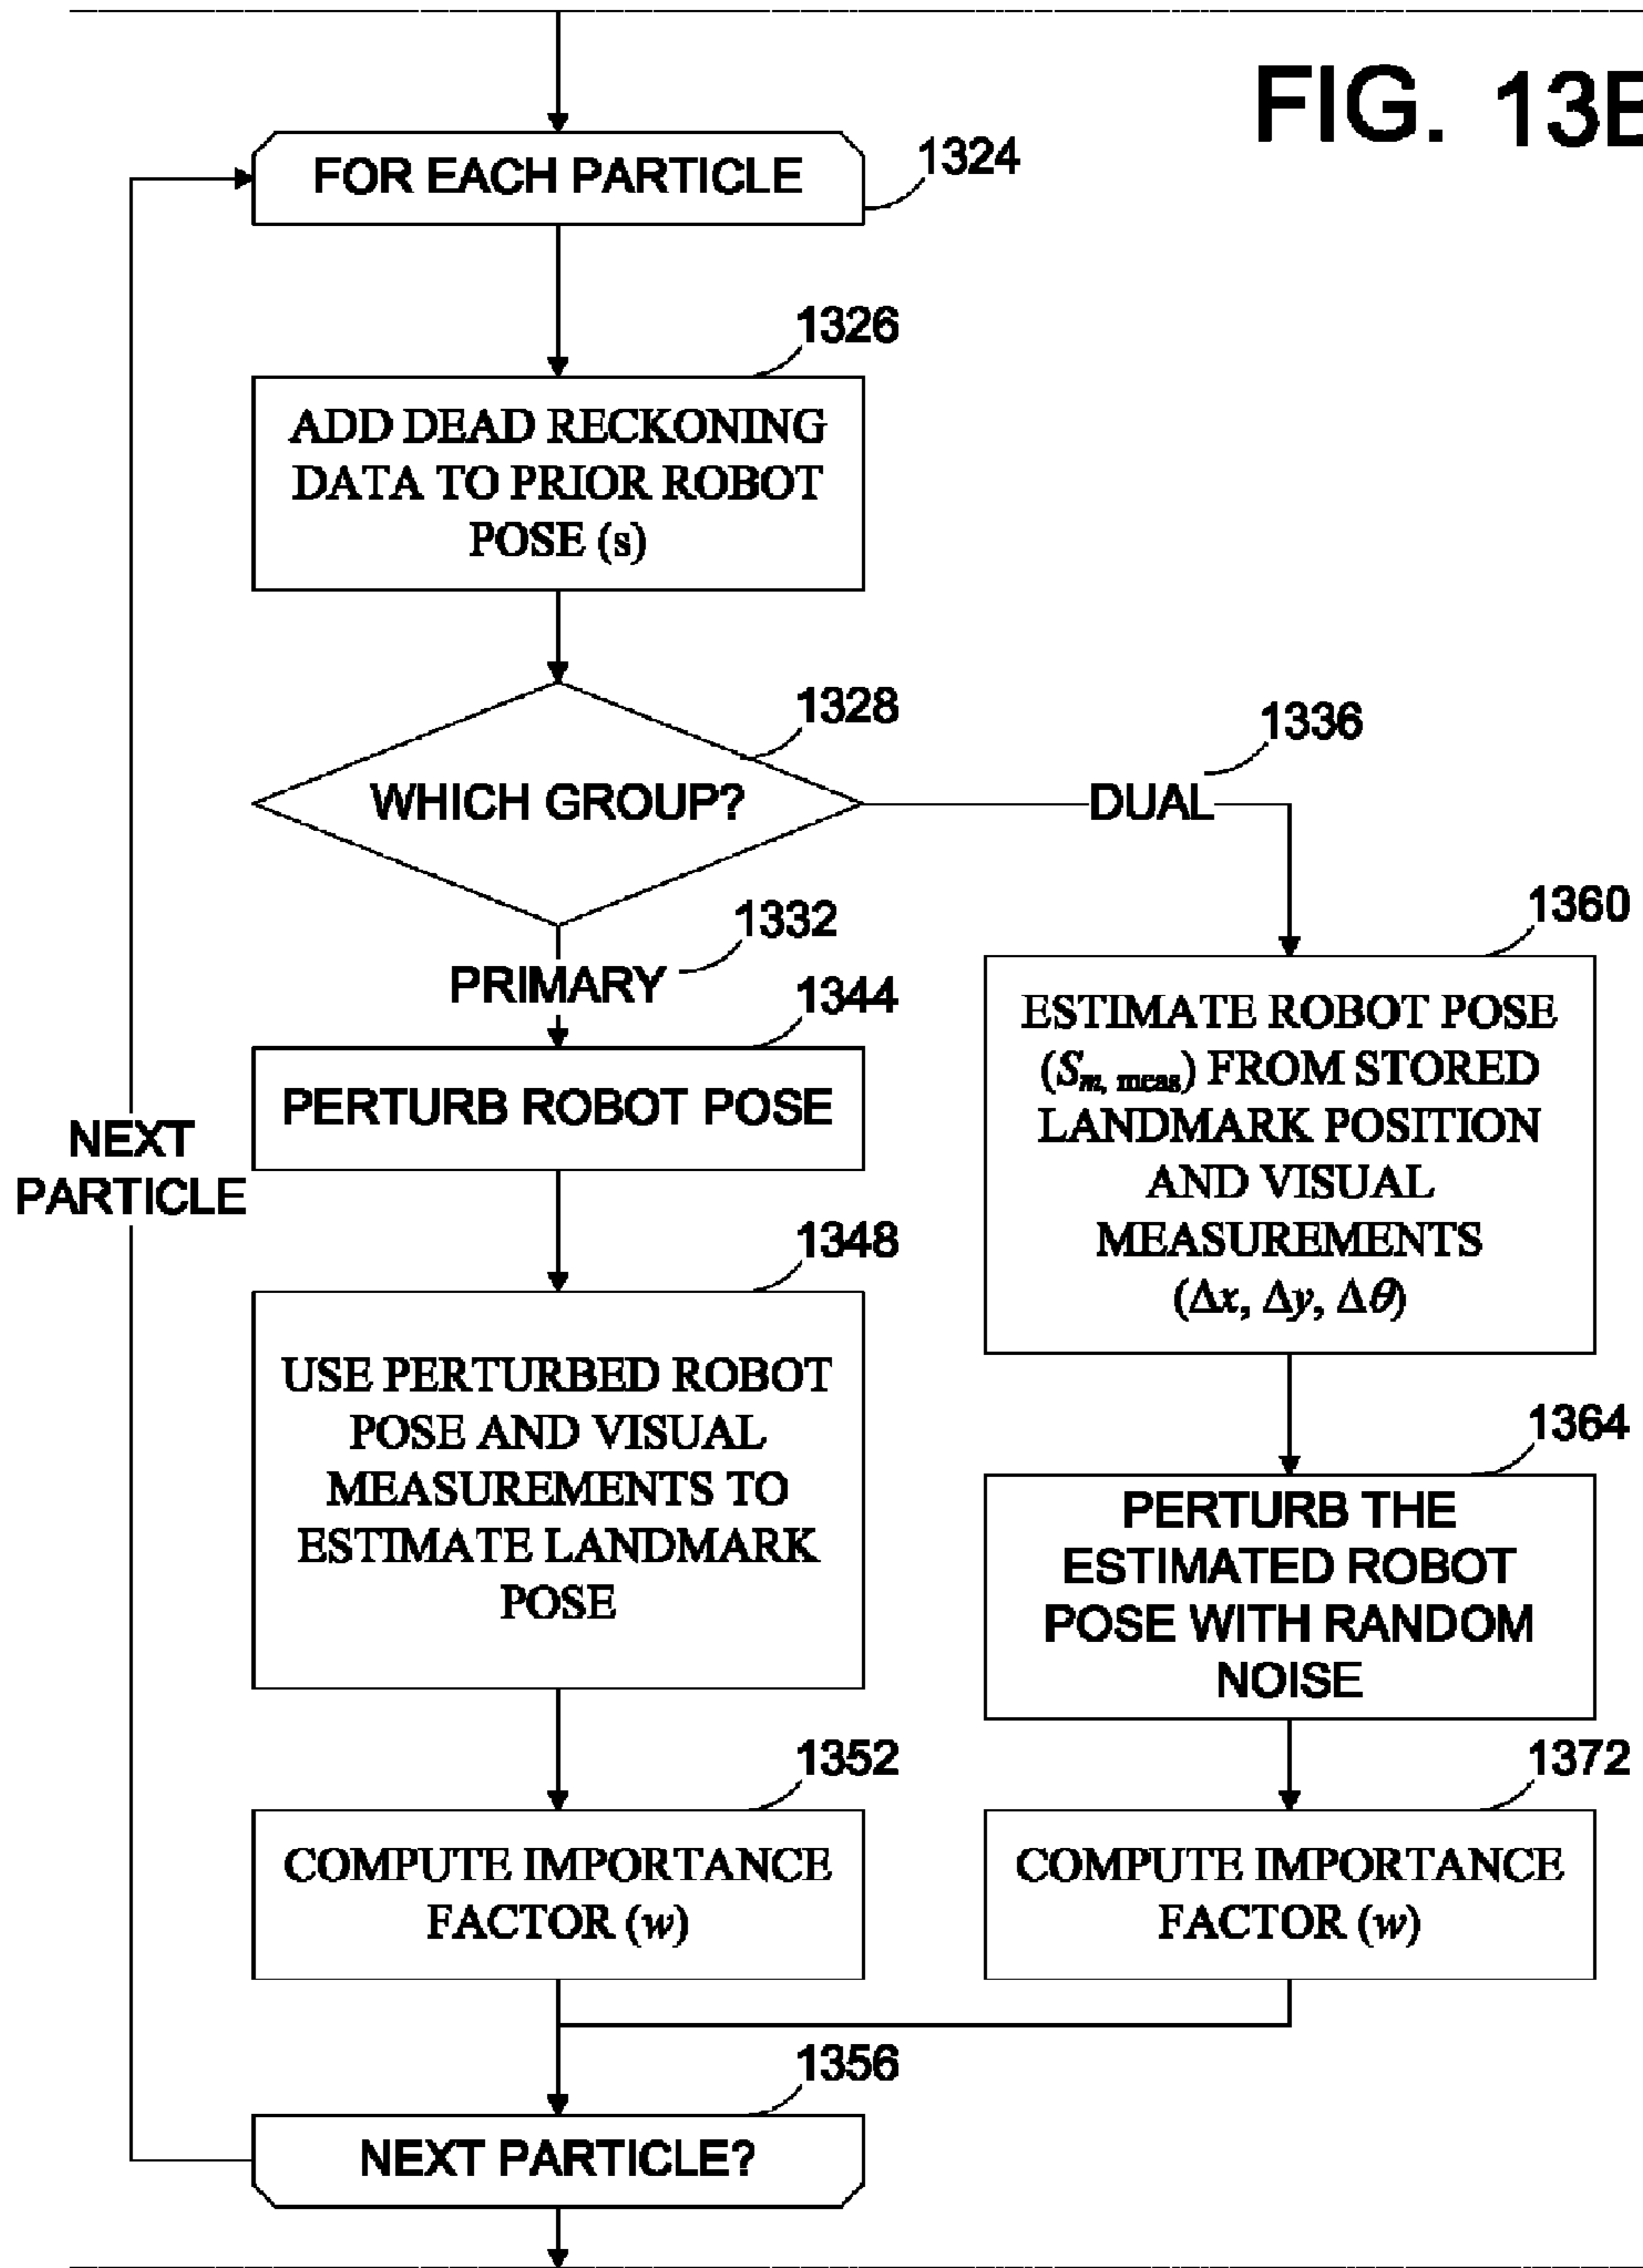 FIG. 13B
FOR EACH PARTICLE
1324
1326
ADD DEAD RECKONING
DATA TO PRIOR ROBOT
POSE (s)
1328
WHICH GROUP?
1336
DUAL
1332
PRIMARY
1344
PERTURB ROBOT POSE
1348
USE PERTURBED ROBOT
POSE AND VISUAL
MEASUREMENTS TO
ESTIMATE LANDMARK
POSE
1352
COMPUTE IMPORTANCE
FACTOR (w)
1360
ESTIMATE ROBOT POSE
(Sm, meas) FROM STORED
LANDMARK POSITION
AND VISUAL
MEASUREMENTS
(Δx, Δy, Δθ)
1364
PERTURB THE
ESTIMATED ROBOT
POSE WITH RANDOM
NOISE
1372
COMPUTE IMPORTANCE
FACTOR (w)
1356
NEXT PARTICLE?
NEXT
PARTICLE